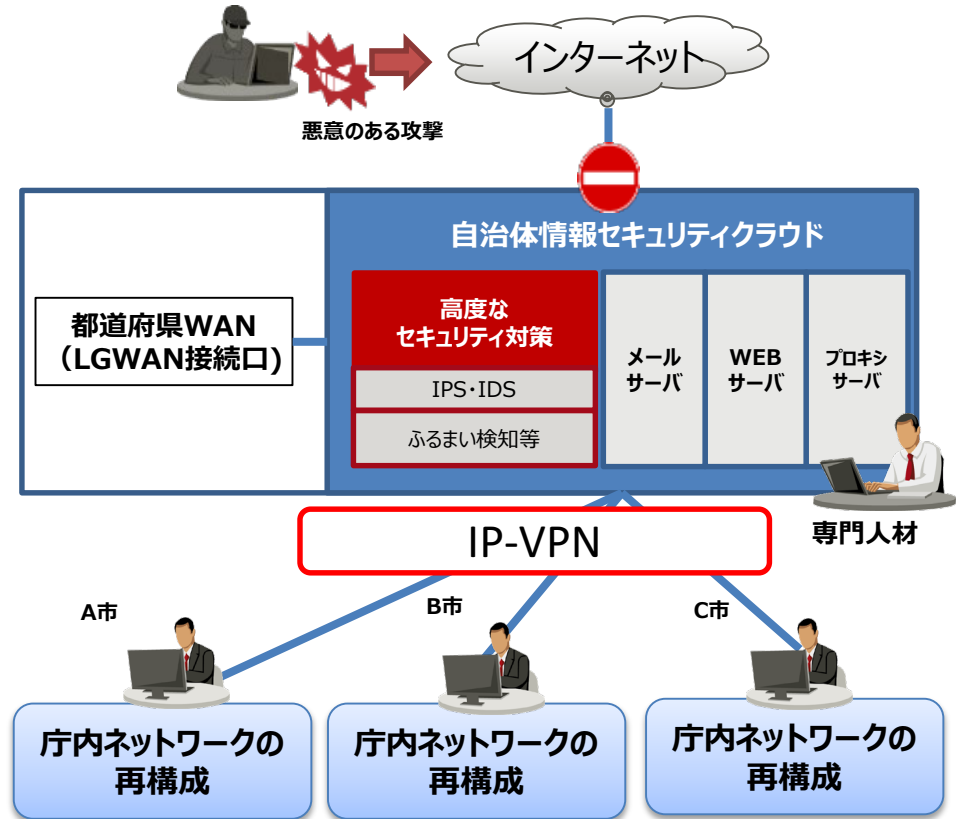 インターネット
悪意のある攻撃
自治体情報セキュリティクラウド
都道府県WAN
（LGWAN接続口)
高度な
セキュリティ対策
IPS･IDS
ふるまい検知等
メール
サーバ
WEB
サーバ
プロキシ
サーバ
専門人材
IP-VPN
A市
B市
C市
庁内ネットワークの
再構成
庁内ネットワークの
再構成
庁内ネットワークの
再構成